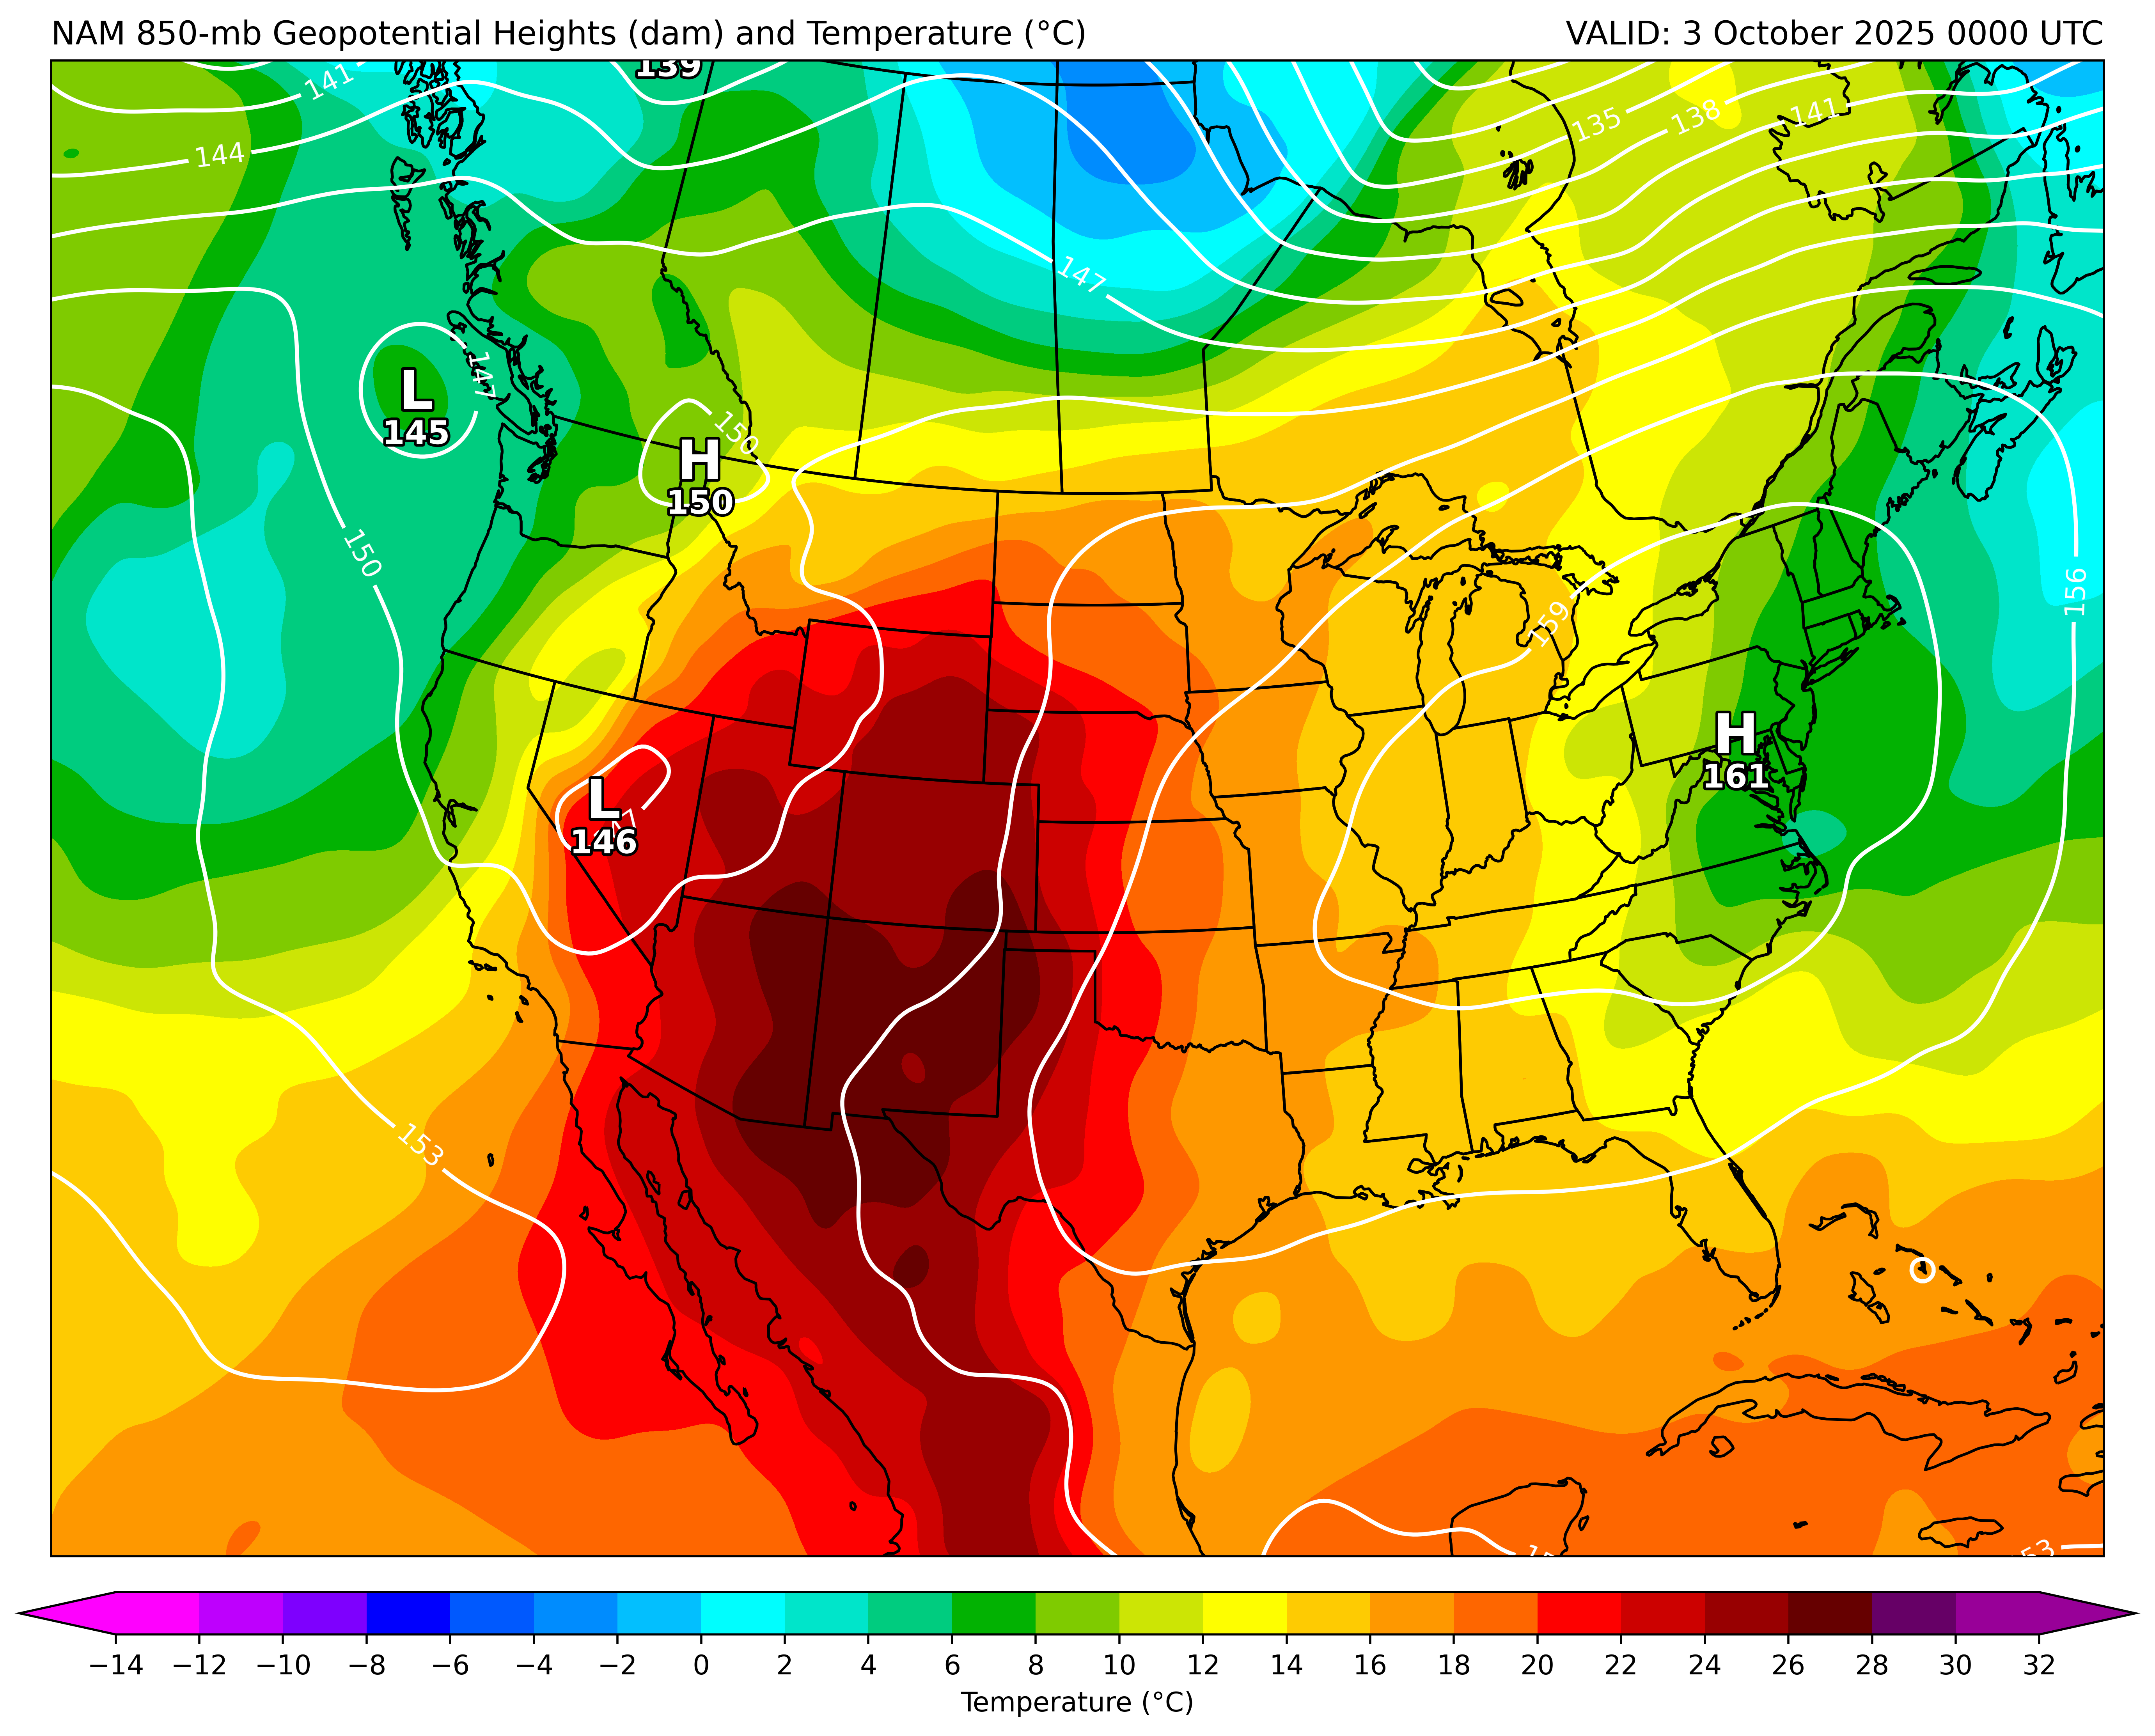 NAM 850-mb Geopotential Heights (dam) and Temperature (°C)
VALID: 3 October 2025 0000 UTC
139
141
144
135
138
141
147
147
L
145
150
H
150
150
156
159
H
161
L
146
153
−14 −12 −10 −8 −6 −4 −2 0 2 4 6 8 10 12 14 16 18 20 22 24 26 28 30 32
Temperature (°C)